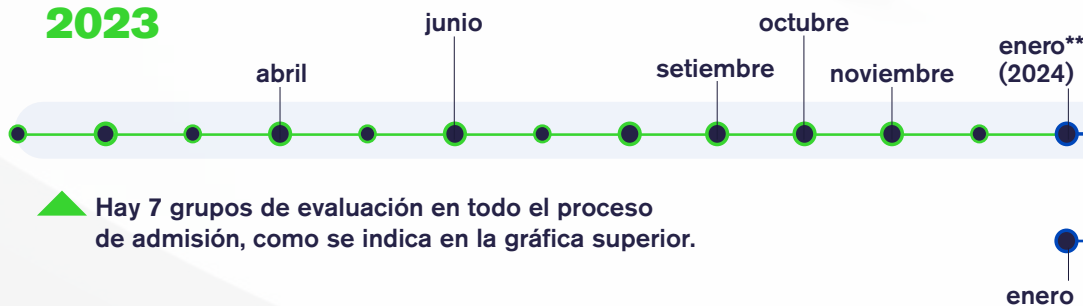 2023
junio
octubre
enero**
(2024)
abril
setiembre
noviembre
Hay 7 grupos de evaluación en todo el proceso
de admisión, como se indica en la gráfica superior.
enero